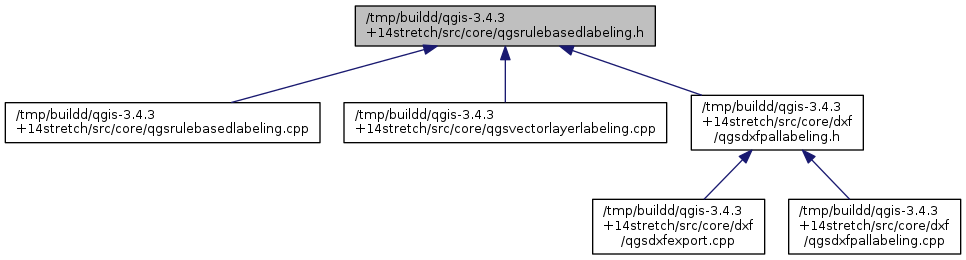 /tmp/buildd/qgis-3.4.3
+14stretch/src/core/qgsrulebasedlabeling.h
/tmp/buildd/qgis-3.4.3
+14stretch/src/core/qgsrulebasedlabeling.cpp
/tmp/buildd/qgis-3.4.3
+14stretch/src/core/qgsvectorlayerlabeling.cpp
/tmp/buildd/qgis-3.4.3
+14stretch/src/core/dxf
/qgsdxfpallabeling.h
/tmp/buildd/qgis-3.4.3
+14stretch/src/core/dxf
/qgsdxfexport.cpp
/tmp/buildd/qgis-3.4.3
+14stretch/src/core/dxf
/qgsdxfpallabeling.cpp